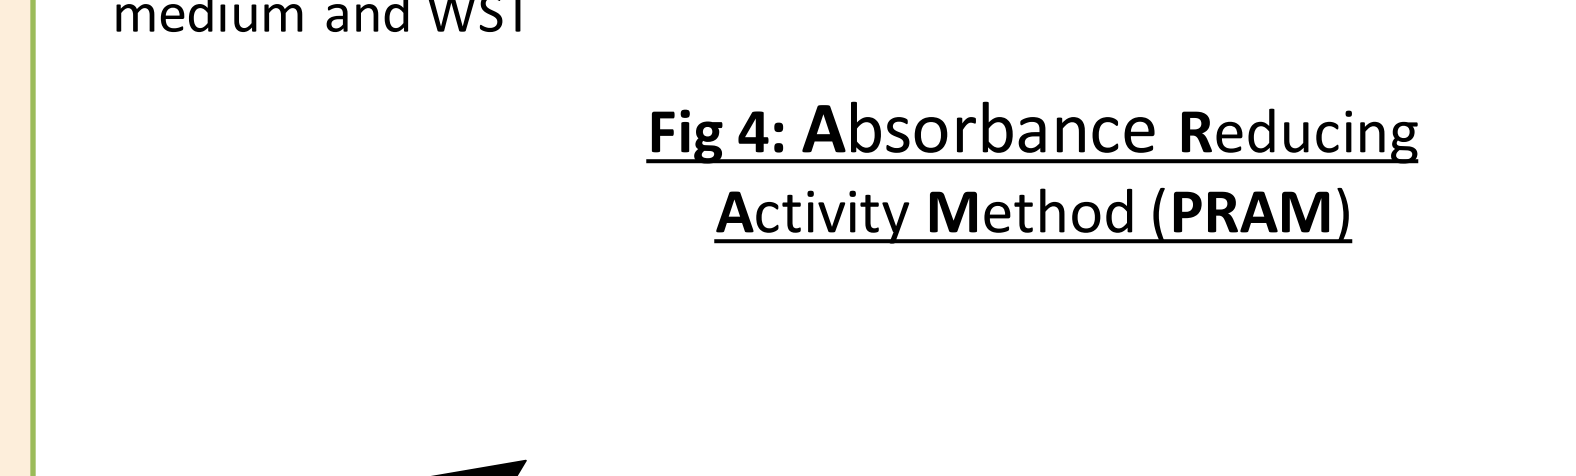 medium and WST
Fig 4: Absorbance Reducing
Activity Method (PRAM)